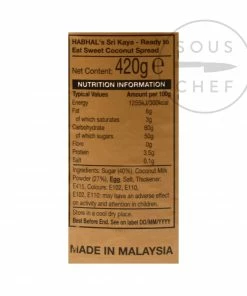 SOUS
CHEF
HABHAL's Sri Kaya - Ready to
Eat Sweet Coconut Spread
Net Content: 420g e
NUTRITION INFORMATION
Typical Values Amount per 100g
Energy 1255kJ/300kcal
Fat 6g
of which saturates 3g
Carbohydrate 60g
of which sugars 50g
Fibre 0g
Protein 3.5g
Salt 0.1g
Ingredients: Sugar (40%), Coconut Milk
Powder (27%), Egg, Salt, Thickener:
E415, Colours: E102, E110.
E102, E110: may have an adverse effect
on activity and attention in children.
Store in a cool dry place.
Best Before End. See on label DD/MM/YYYY
MADE IN MALAYSIA